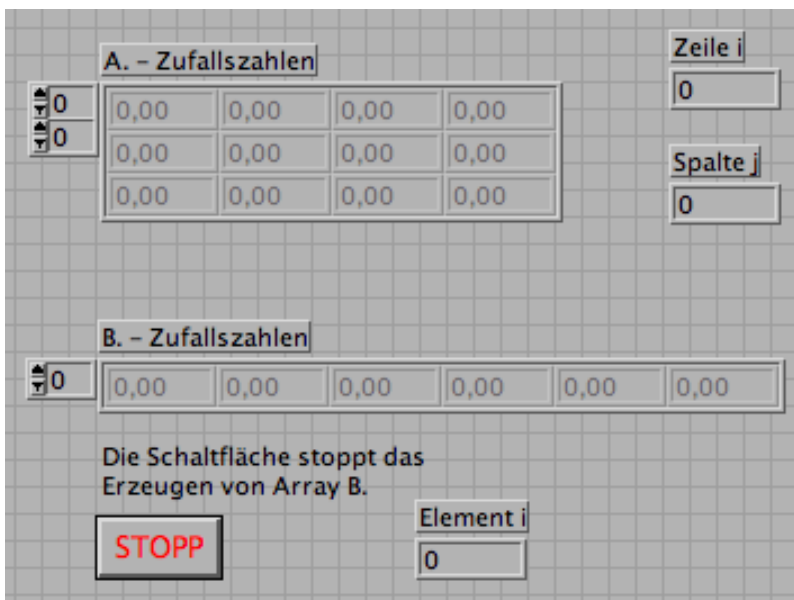 A. – Zufallszahlen
Zeile i
0
0
0
0,00 0,00 0,00 0,00
0,00 0,00 0,00 0,00
0,00 0,00 0,00 0,00
Spalte j
0
B. – Zufallszahlen
0
0,00 0,00 0,00 0,00 0,00 0,00
Die Schaltfläche stoppt das
Erzeugen von Array B.
STOPP
Element i
0